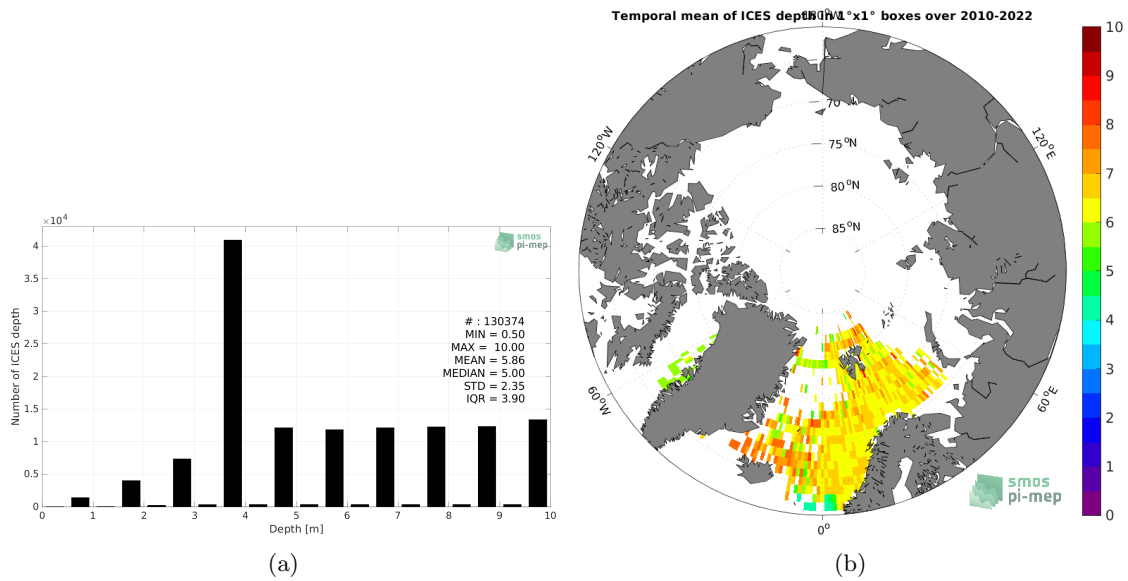 Temporal mean of ICES depth in 1°x1° boxes over 2010-2022
×10⁴
4
3.5
3
2.5
2
1.5
1
0.5
0
Number of ICES depth
smos
pi-mep
# : 130374
MIN = 0.50
MAX = 10.00
MEAN = 5.86
MEDIAN = 5.00
STD = 2.35
IQR = 3.90
0 1 2 3 4 5 6 7 8 9 10
Depth [m]
(a)
120°W
120°E
75°N
80°N
85°N
60°W
60°E
0°
smos
pi-mep
10
9
8
7
6
5
4
3
2
1
0
(b)